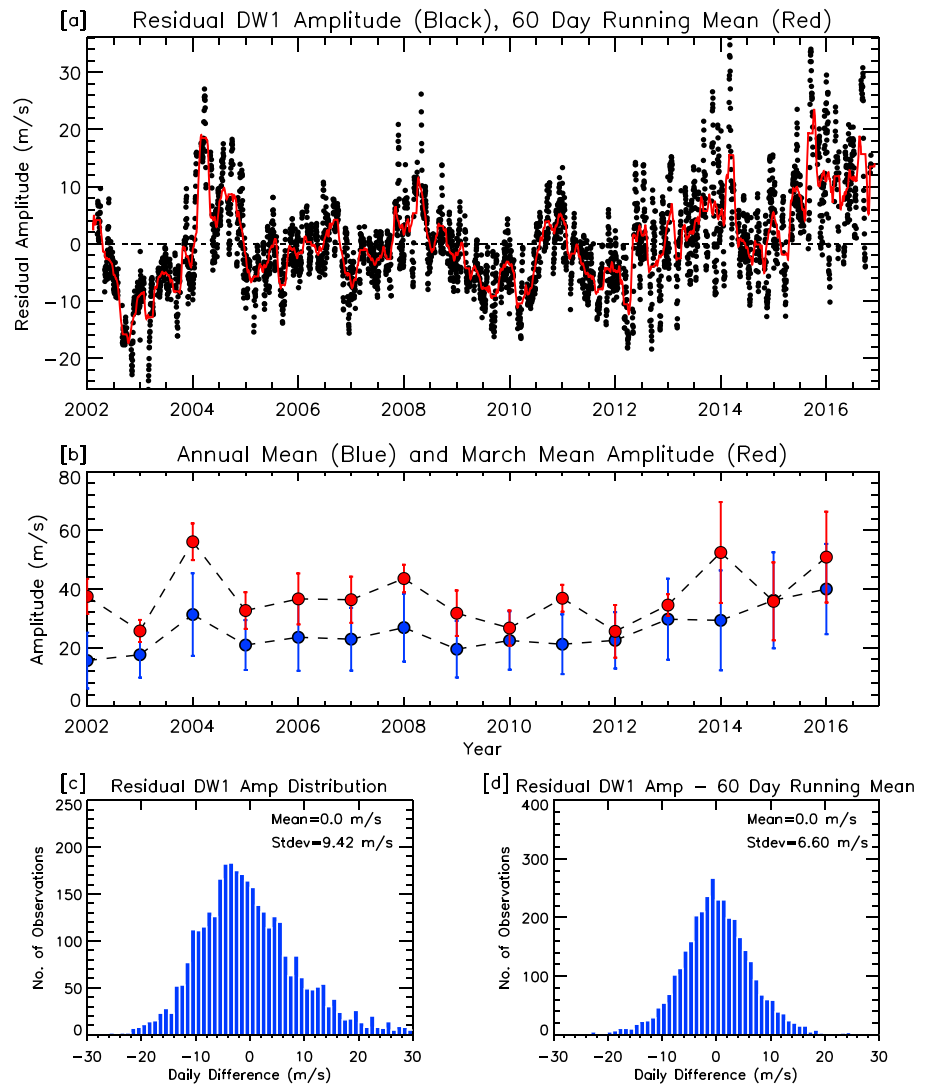 [a] Residual DW1 Amplitude (Black), 60 Day Running Mean (Red)
Residual Amplitude (m/s)
30
20
10
0
−10
−20
2002 2004 2006 2008 2010 2012 2014 2016
[b] Annual Mean (Blue) and March Mean Amplitude (Red)
Amplitude (m/s)
80
60
40
20
0
2002 2004 2006 2008 2010 2012 2014 2016
Year
[c] Residual DW1 Amp Distribution
No. of Observations
250
200
150
100
50
0
Mean=0.0 m/s
Stdev=9.42 m/s
−30 −20 −10 0 10 20 30
Daily Difference (m/s)
[d] Residual DW1 Amp − 60 Day Running Mean
No. of Observations
400
300
200
100
0
Mean=0.0 m/s
Stdev=6.60 m/s
−30 −20 −10 0 10 20 30
Daily Difference (m/s)